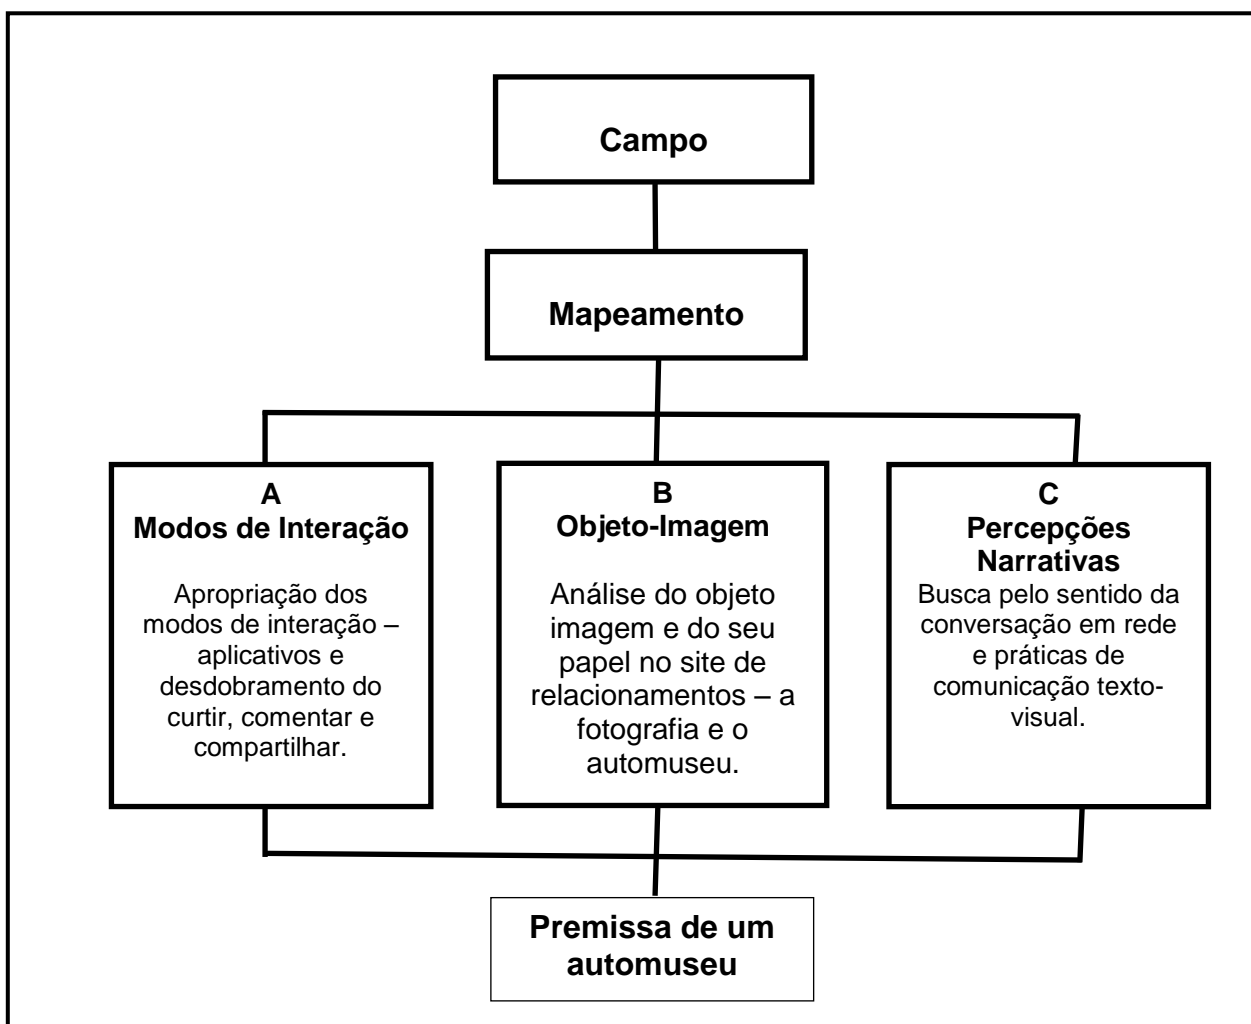 Campo
Mapeamento
A
Modos de Interação
Apropriação dos
modos de interação –
aplicativos e
desdobramento do
curtir, comentar e
compartilhar.
B
Objeto-Imagem
Análise do objeto
imagem e do seu
papel no site de
relacionamentos – a
fotografia e o
automuseu.
C
Percepções
Narrativas
Busca pelo sentido da
conversação em rede
e práticas de
comunicação texto-
visual.
Premissa de um
automuseu